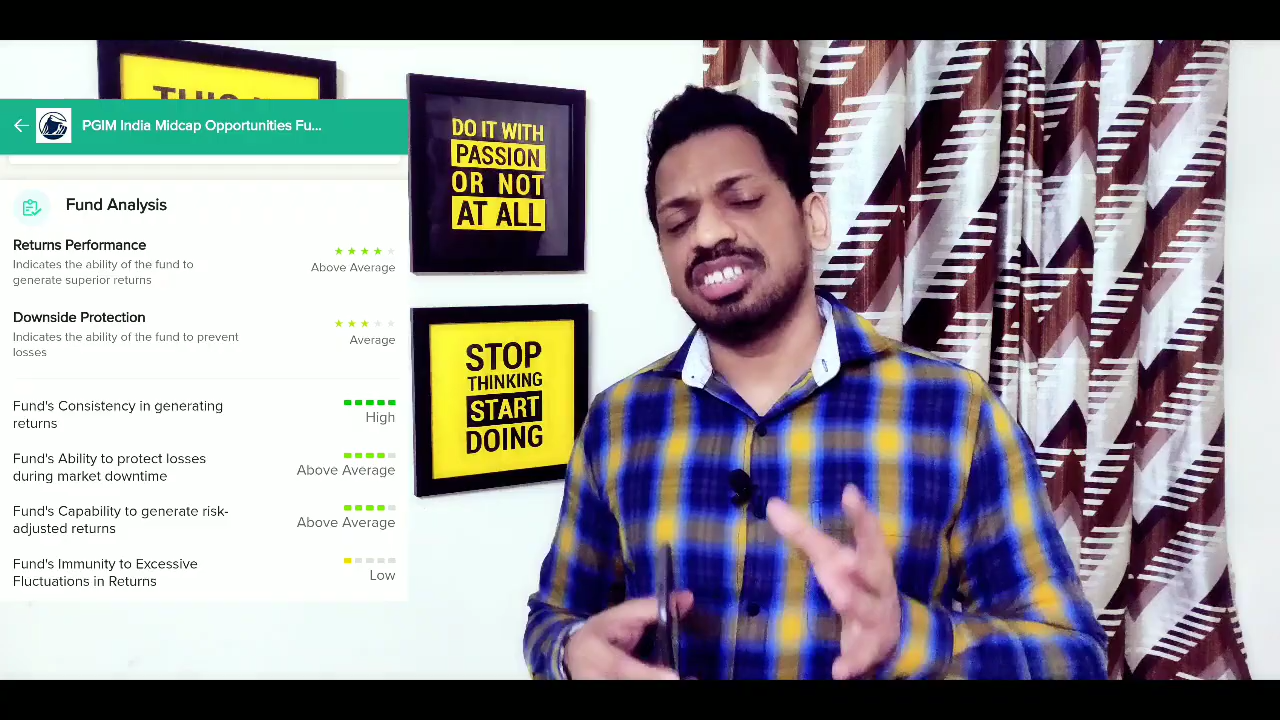 PGIM India Midcap Opportunities Fu...
Fund Analysis
Returns Performance
Indicates the ability of the fund to
generate superior returns
Above Average
Downside Protection
Indicates the ability of the fund to prevent
losses
Average
Fund's Consistency in generating
returns
High
Fund's Ability to protect losses
during market downtime
Above Average
Fund's Capability to generate risk-
adjusted returns
Above Average
Fund's Immunity to Excessive
Fluctuations in Returns
Low
DO IT WITH
PASSION
OR NOT
AT ALL
STOP
THINKING
START
DOING